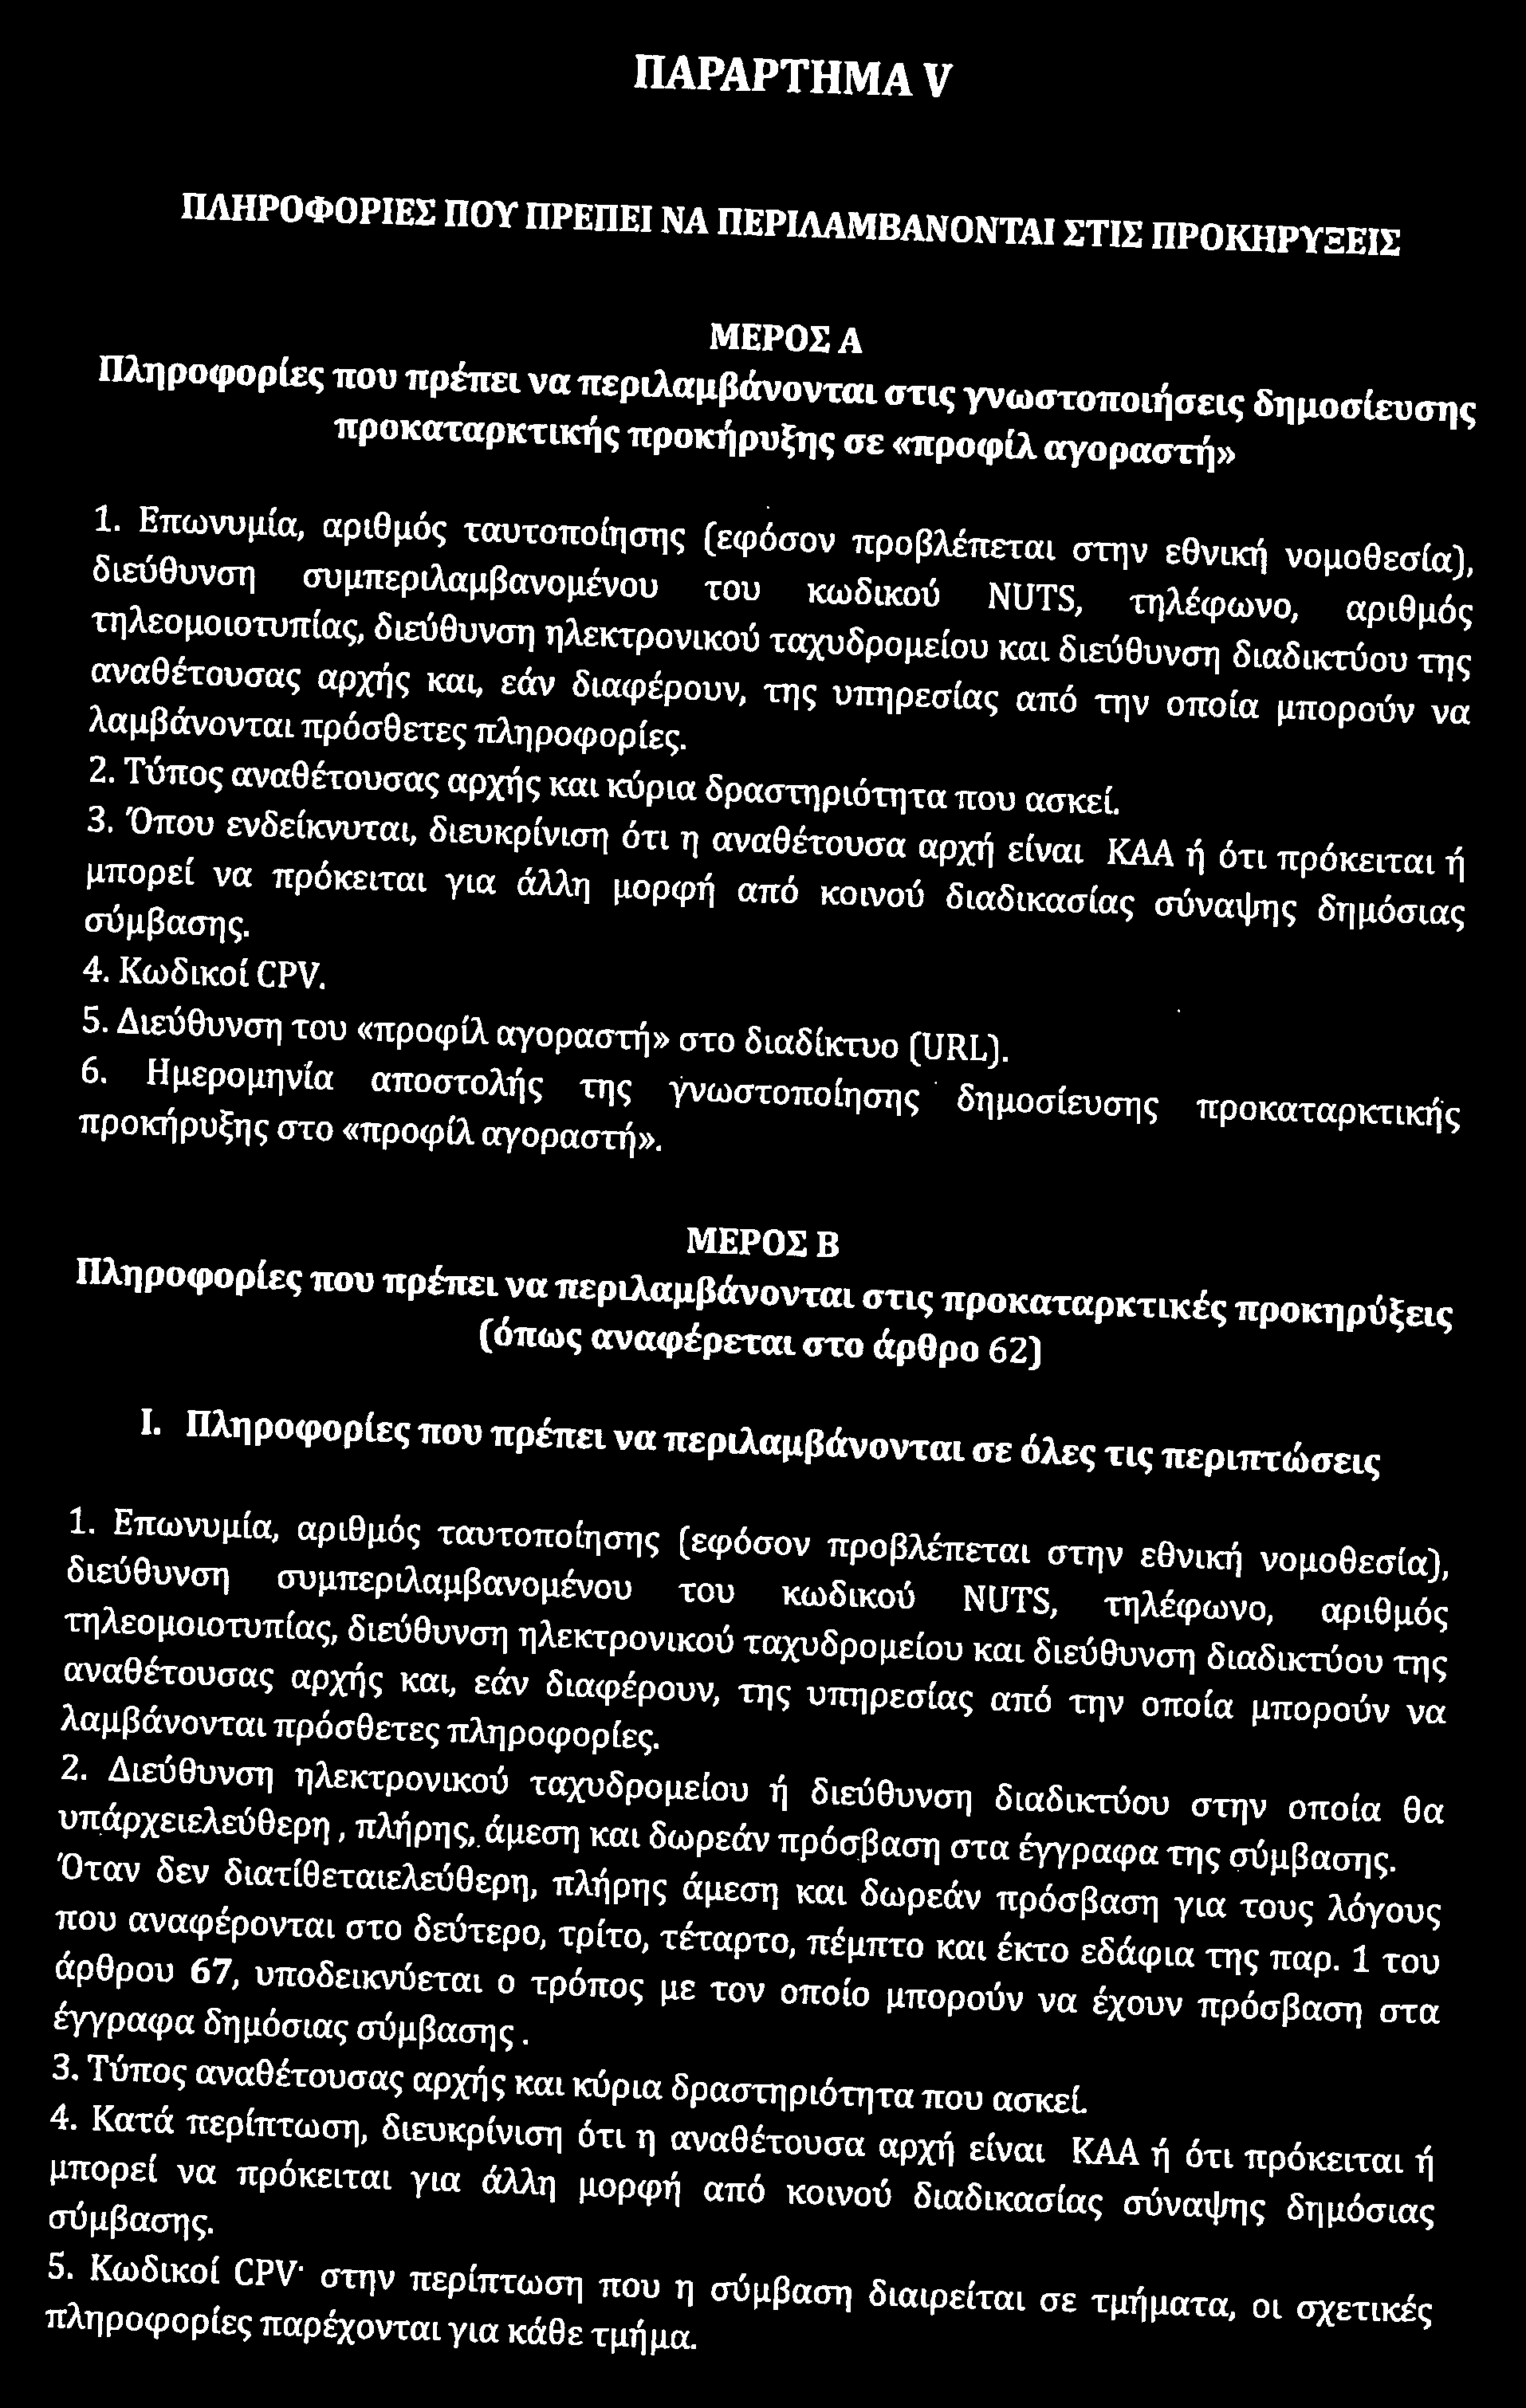 ΠΑΡΑΡΤΗΜΑ V
ΠΛΗΡΟΦΟΡΙΕΣ ΠΟΥ ΠΡΕΠΕΙ ΝΑ ΠΕΡΙΛΑΜΒΑΝΟΝΤΑΙ ΣΤΙΣ ΠΡΟΚΗΡΥΞΕΙΣ
ΜΕΡΟΣ Α
Πληροφορίες που πρέπει να περιλαμβάνονται στις γνωστοποιήσεις δημοσίευσης
προκαταρκτικής προκήρυξης σε «προφίλ αγοραστή»
1. Επωνυμία, αριθμός ταυτοποίησης (εφόσον προβλέπεται στην εθνική νομοθεσία),
διεύθυνση συμπεριλαμβανομένου του κωδικού NUTS, τηλέφωνο, αριθμός
τηλεομοιοτυπίας, διεύθυνση ηλεκτρονικού ταχυδρομείου και διεύθυνση διαδικτύου της
αναθέτουσας αρχής και, εάν διαφέρουν, της υπηρεσίας από την οποία μπορούν να
λαμβάνονται πρόσθετες πληροφορίες.
2. Τύπος αναθέτουσας αρχής και κύρια δραστηριότητα που ασκεί.
3. Όπου ενδείκνυται, διευκρίνιση ότι η αναθέτουσα αρχή είναι ΚΑΑ ή ότι πρόκειται ή
μπορεί να πρόκειται για άλλη μορφή από κοινού διαδικασίας σύναψης δημόσιας
σύμβασης.
4. Κωδικοί CPV.
5. Διεύθυνση του «προφίλ αγοραστή» στο διαδίκτυο (URL).
6. Ημερομηνία αποστολής της γνωστοποίησης δημοσίευσης προκαταρκτικής
προκήρυξης στο «προφίλ αγοραστή».
ΜΕΡΟΣ Β
Πληροφορίες που πρέπει να περιλαμβάνονται στις προκαταρκτικές προκηρύξεις
(όπως αναφέρεται στο άρθρο 62)
I. Πληροφορίες που πρέπει να περιλαμβάνονται σε όλες τις περιπτώσεις
1. Επωνυμία, αριθμός ταυτοποίησης (εφόσον προβλέπεται στην εθνική νομοθεσία),
διεύθυνση συμπεριλαμβανομένου του κωδικού NUTS, τηλέφωνο, αριθμός
τηλεομοιοτυπίας, διεύθυνση ηλεκτρονικού ταχυδρομείου και διεύθυνση διαδικτύου της
αναθέτουσας αρχής και, εάν διαφέρουν, της υπηρεσίας από την οποία μπορούν να
λαμβάνονται πρόσθετες πληροφορίες.
2. Διεύθυνση ηλεκτρονικού ταχυδρομείου ή διεύθυνση διαδικτύου στην οποία θα
υπάρχειελεύθερη , πλήρης, άμεση και δωρεάν πρόσβαση στα έγγραφα της σύμβασης.
Όταν δεν διατίθεταιελεύθερη, πλήρης άμεση και δωρεάν πρόσβαση για τους λόγους
που αναφέρονται στο δεύτερο, τρίτο, τέταρτο, πέμπτο και έκτο εδάφια της παρ. 1 του
άρθρου 67, υποδεικνύεται ο τρόπος με τον οποίο μπορούν να έχουν πρόσβαση στα
έγγραφα δημόσιας σύμβασης .
3. Τύπος αναθέτουσας αρχής και κύρια δραστηριότητα που ασκεί.
4. Κατά περίπτωση, διευκρίνιση ότι η αναθέτουσα αρχή είναι ΚΑΑ ή ότι πρόκειται ή
μπορεί να πρόκειται για άλλη μορφή από κοινού διαδικασίας σύναψης δημόσιας
σύμβασης.
5. Κωδικοί CPV· στην περίπτωση που η σύμβαση διαιρείται σε τμήματα, οι σχετικές
πληροφορίες παρέχονται για κάθε τμήμα.